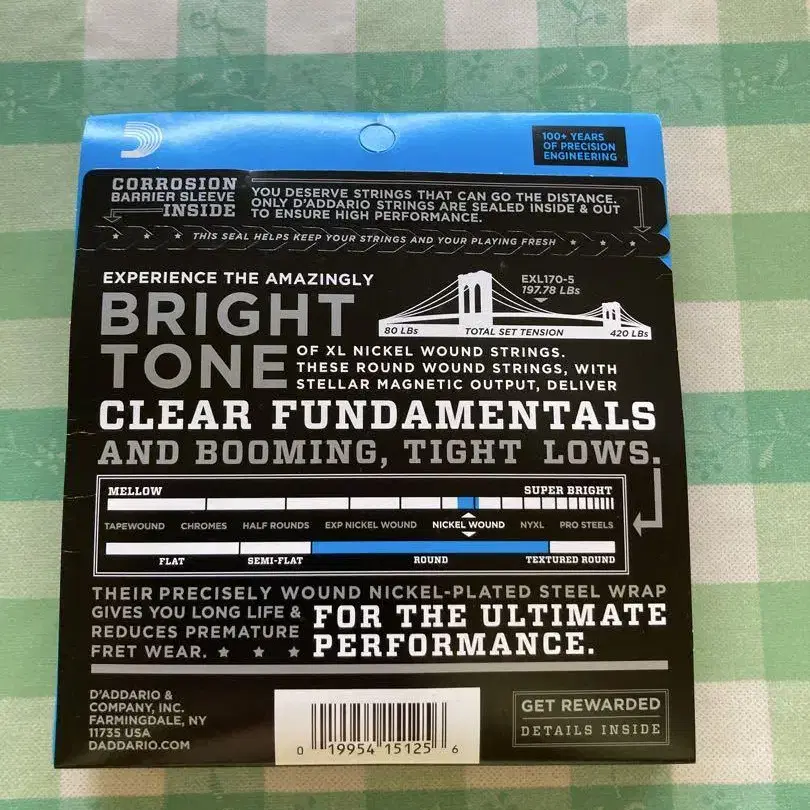 100+ YEARS
OF PRECISION
ENGINEERING
CORROSION
BARRIER SLEEVE
INSIDE
YOU DESERVE STRINGS THAT CAN GO THE DISTANCE.
ONLY D'ADDARIO STRINGS ARE SEALED INSIDE & OUT
TO ENSURE HIGH PERFORMANCE.
THIS SEAL HELPS KEEP YOUR STRINGS AND YOUR PLAYING FRESH
EXPERIENCE THE AMAZINGLY
BRIGHT
TONE
EXL170-5
197.78 LBs
80 LBs TOTAL SET TENSION 420 LBs
OF XL NICKEL WOUND STRINGS.
THESE ROUND WOUND STRINGS, WITH
STELLAR MAGNETIC OUTPUT, DELIVER
CLEAR FUNDAMENTALS
AND BOOMING, TIGHT LOWS.
MELLOW SUPER BRIGHT
TAPEWOUND CHROMES HALF ROUNDS EXP NICKEL WOUND NICKEL WOUND NYXL PRO STEELS
FLAT SEMI-FLAT ROUND TEXTURED ROUND
THEIR PRECISELY WOUND NICKEL-PLATED STEEL WRAP
GIVES YOU LONG LIFE &
REDUCES PREMATURE
FRET WEAR.
FOR THE ULTIMATE
PERFORMANCE.
D'ADDARIO &
COMPANY, INC.
FARMINGDALE, NY
11735 USA
DADDARIO.COM
0 19954 15125 6
GET REWARDED
DETAILS INSIDE